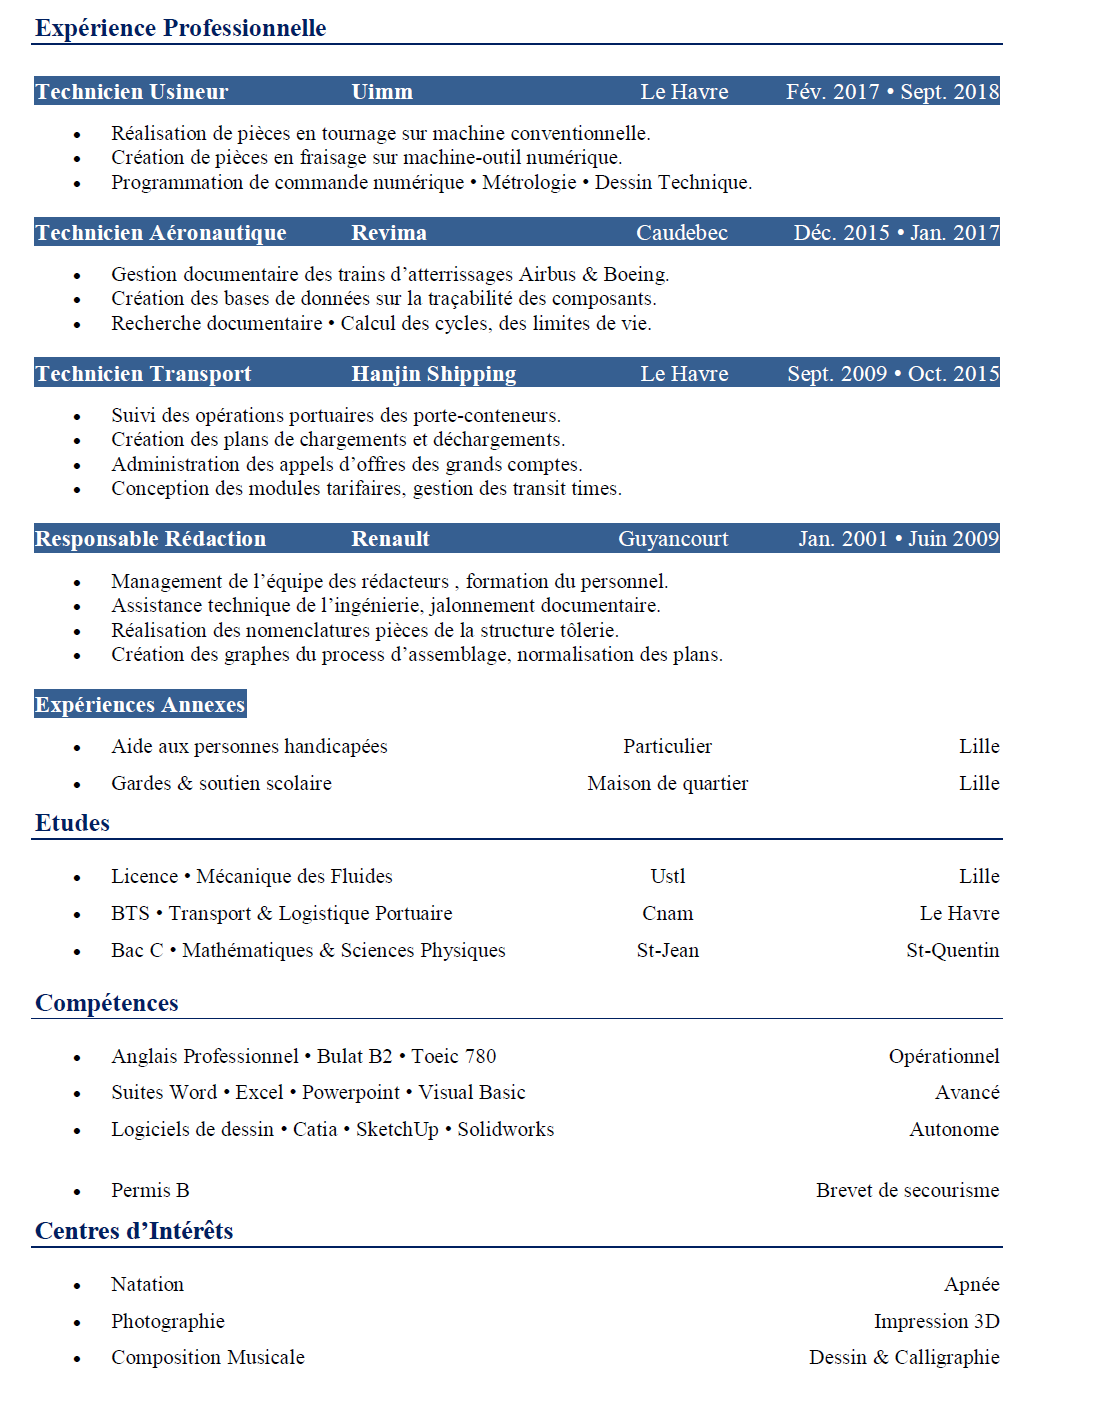 Expérience Professionnelle
Technicien Usineur Uimm Le Havre Fév. 2017 • Sept. 2018
• Réalisation de pièces en tournage sur machine conventionnelle.
• Création de pièces en fraisage sur machine-outil numérique.
• Programmation de commande numérique • Métrologie • Dessin Technique.
Technicien Aéronautique Revima Caudebec Déc. 2015 • Jan. 2017
• Gestion documentaire des trains d’atterrissages Airbus & Boeing.
• Création des bases de données sur la traçabilité des composants.
• Recherche documentaire • Calcul des cycles, des limites de vie.
Technicien Transport Hanjin Shipping Le Havre Sept. 2009 • Oct. 2015
• Suivi des opérations portuaires des porte-conteneurs.
• Création des plans de chargements et déchargements.
• Administration des appels d’offres des grands comptes.
• Conception des modules tarifaires, gestion des transit times.
Responsable Rédaction Renault Guyancourt Jan. 2001 • Juin 2009
• Management de l’équipe des rédacteurs , formation du personnel.
• Assistance technique de l’ingénierie, jalonnement documentaire.
• Réalisation des nomenclatures pièces de la structure tôlerie.
• Création des graphes du process d’assemblage, normalisation des plans.
Expériences Annexes
• Aide aux personnes handicapées Particulier Lille
• Gardes & soutien scolaire Maison de quartier Lille
Etudes
• Licence • Mécanique des Fluides Ustl Lille
• BTS • Transport & Logistique Portuaire Cnam Le Havre
• Bac C • Mathématiques & Sciences Physiques St-Jean St-Quentin
Compétences
• Anglais Professionnel • Bulat B2 • Toeic 780 Opérationnel
• Suites Word • Excel • Powerpoint • Visual Basic Avancé
• Logiciels de dessin • Catia • SketchUp • Solidworks Autonome
• Permis B Brevet de secourisme
Centres d’Intérêts
• Natation Apnée
• Photographie Impression 3D
• Composition Musicale Dessin & Calligraphie